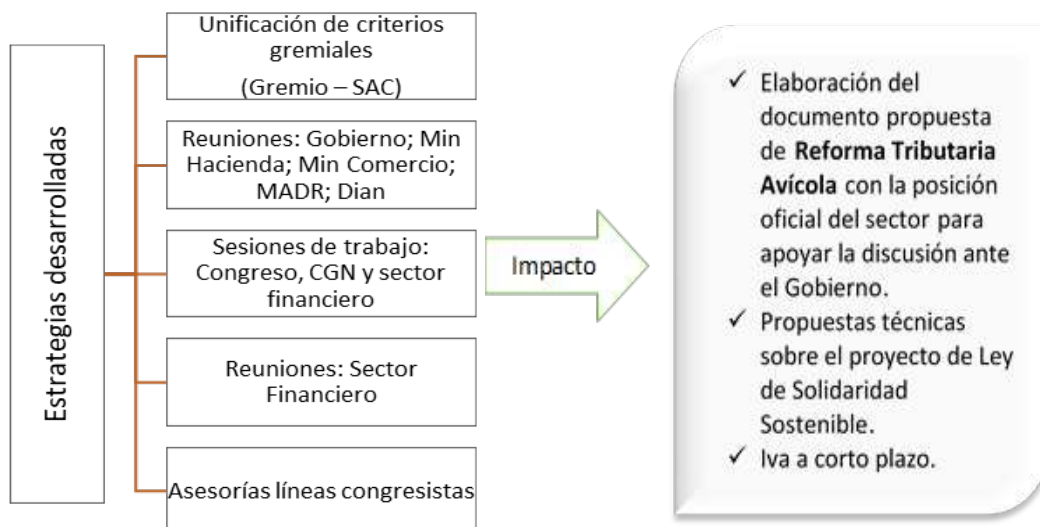 Estrategias desarrolladas
Unificación de criterios
gremiales
(Gremio – SAC)
Reuniones: Gobierno; Min
Hacienda; Min Comercio;
MADR; Dian
Sesiones de trabajo:
Congreso, CGN y sector
financiero
Reuniones: Sector
Financiero
Asesorías líneas congresistas
Impacto
✓ Elaboración del
documento propuesta
de Reforma Tributaria
Avícola con la posición
oficial del sector para
apoyar la discusión ante
el Gobierno.
✓ Propuestas técnicas
sobre el proyecto de Ley
de Solidaridad
Sostenible.
✓ Iva a corto plazo.